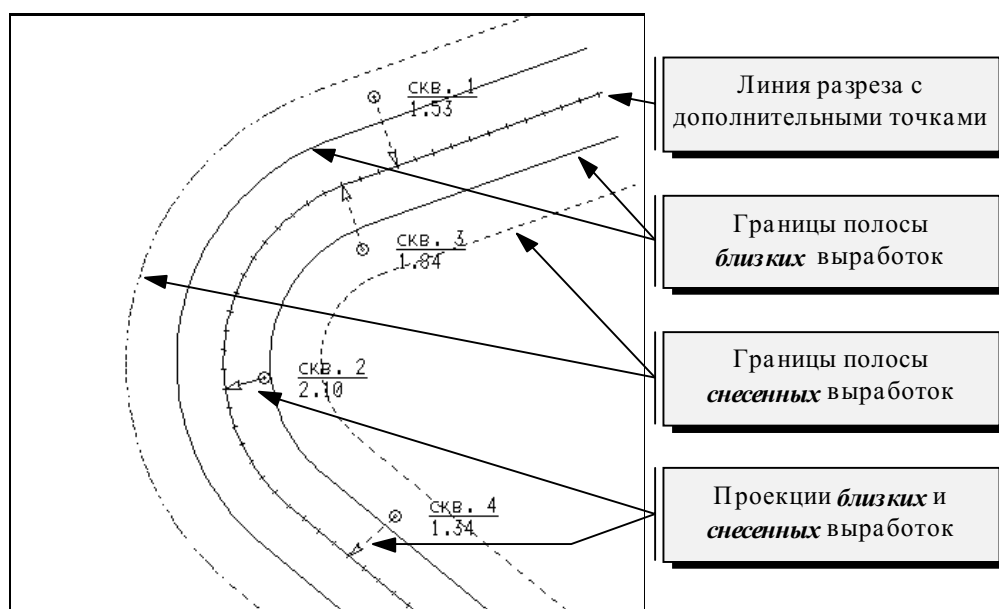 скв. 1
1.53
скв. 3
1.84
скв. 2
2.10
скв. 4
1.34
Линия разреза с
дополнительными точками
Границы полосы
близких выработок
Границы полосы
снесенных выработок
Проекции близких и
снесенных выработок